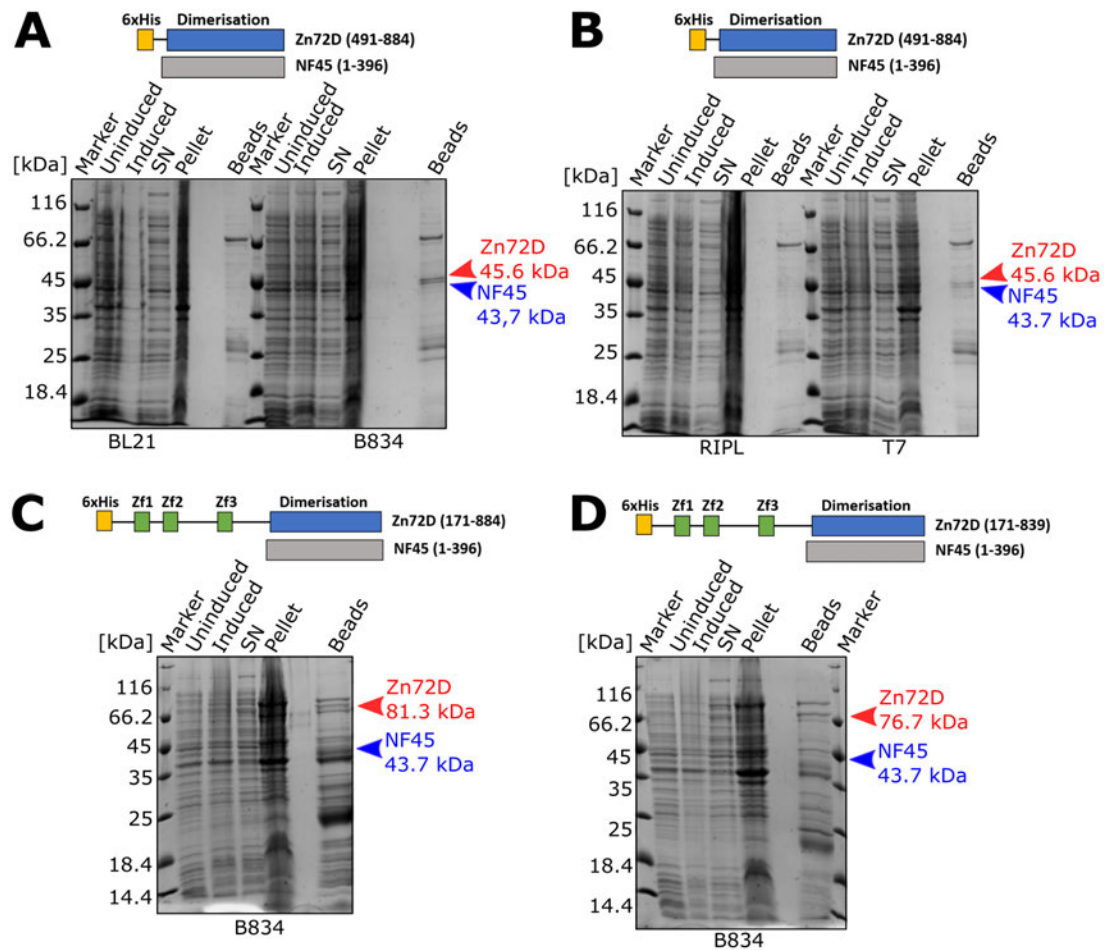 A
6xHis
Dimerisation
Zn72D (491-884)
NF45 (1-396)
Marker
Uninduced
Induced
SN
Pellet
Beads
Marker
Uninduced
Induced
SN
Pellet
Beads
[kDa]
116
66.2
45
35
25
18.4
Zn72D
45.6 kDa
NF45
43,7 kDa
BL21
B834
B
6xHis
Dimerisation
Zn72D (491-884)
NF45 (1-396)
Marker
Uninduced
Induced
SN
Pellet
Beads
Marker
Uninduced
Induced
SN
Pellet
Beads
[kDa]
116
66.2
45
35
25
18.4
Zn72D
45.6 kDa
NF45
43.7 kDa
RIPL
T7
C
6xHis
Zf1
Zf2
Zf3
Dimerisation
Zn72D (171-884)
NF45 (1-396)
Marker
Uninduced
Induced
SN
Pellet
Beads
[kDa]
116
66.2
45
35
25
18.4
14.4
Zn72D
81.3 kDa
NF45
43.7 kDa
B834
D
6xHis
Zf1
Zf2
Zf3
Dimerisation
Zn72D (171-839)
NF45 (1-396)
Marker
Uninduced
Induced
SN
Pellet
Beads
Marker
[kDa]
116
66.2
45
35
25
18.4
14.4
Zn72D
76.7 kDa
NF45
43.7 kDa
B834